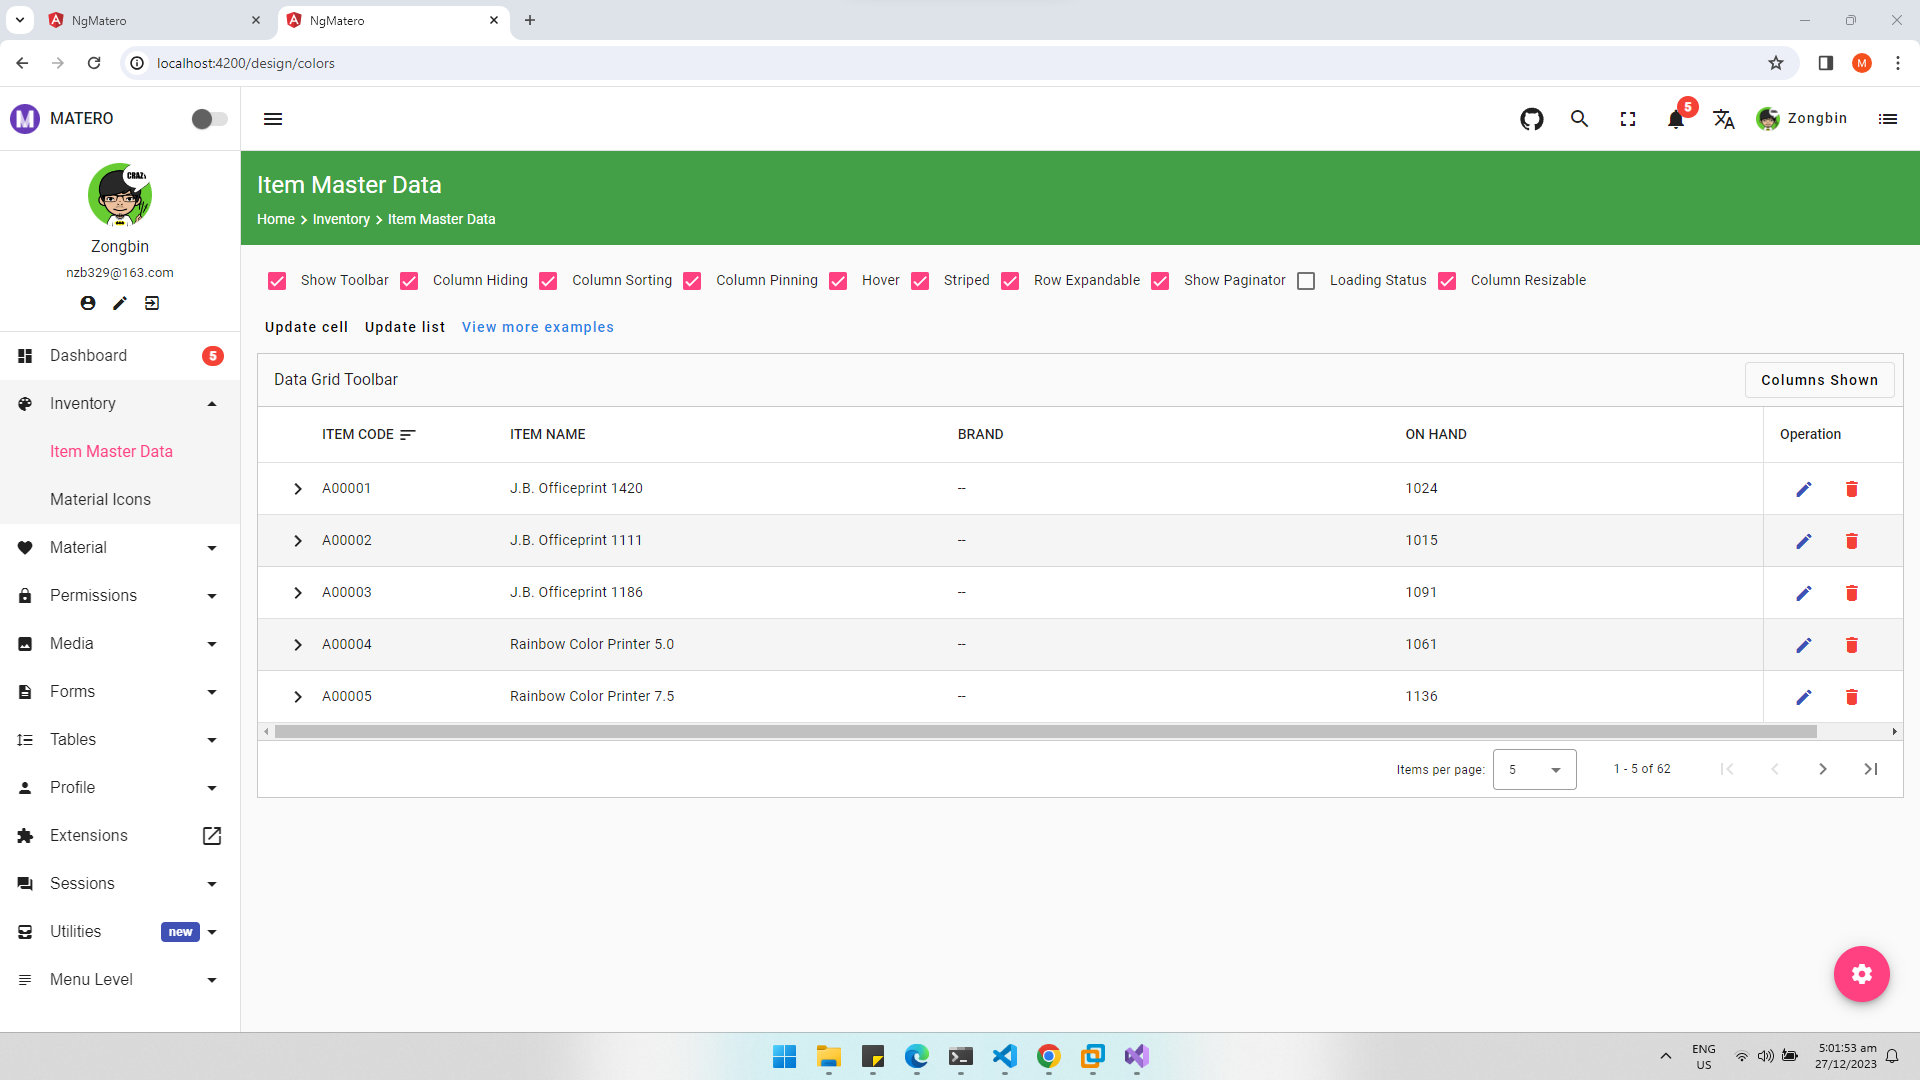 NgMatero
NgMatero
localhost:4200/design/colors
M
M MATERO
5
Zongbin
CRAZY
Zongbin
nzb329@163.com
Dashboard 5
Inventory
Item Master Data
Material Icons
Material
Permissions
Media
Forms
Tables
Profile
Extensions
Sessions
Utilities new
Menu Level
Item Master Data
Home > Inventory > Item Master Data
Show Toolbar Column Hiding Column Sorting Column Pinning Hover Striped Row Expandable Show Paginator Loading Status Column Resizable
Update cell Update list View more examples
Data Grid Toolbar Columns Shown
ITEM CODE ITEM NAME BRAND ON HAND Operation
A00001 J.B. Officeprint 1420 -- 1024
A00002 J.B. Officeprint 1111 -- 1015
A00003 J.B. Officeprint 1186 -- 1091
A00004 Rainbow Color Printer 5.0 -- 1061
A00005 Rainbow Color Printer 7.5 -- 1136
Items per page: 5 1 - 5 of 62
ENG
US
5:01:53 am
27/12/2023